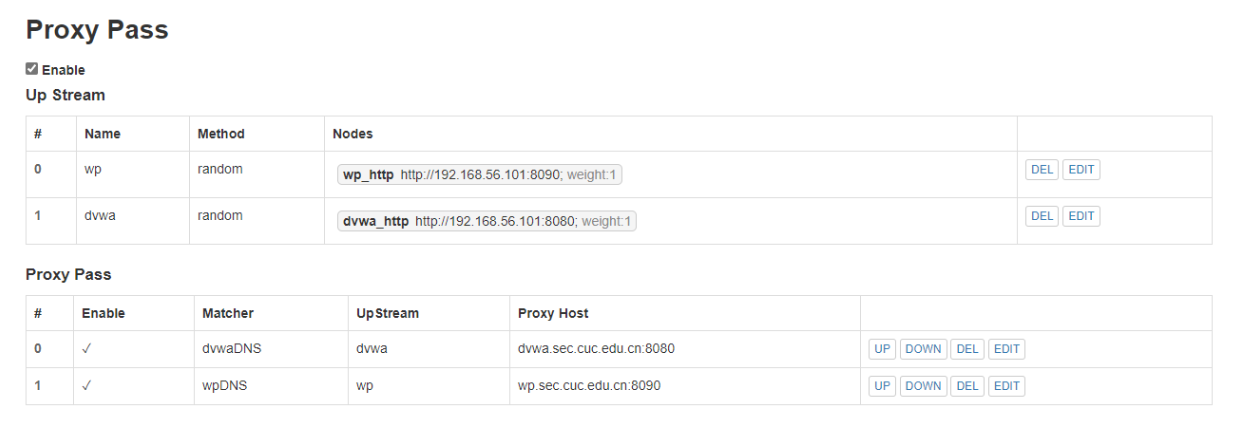 Proxy Pass
Enable
Up Stream
# Name Method Nodes
0 wp random wp_http http://192.168.56.101:8090; weight:1 DEL EDIT
1 dvwa random dvwa_http http://192.168.56.101:8080; weight:1 DEL EDIT
Proxy Pass
# Enable Matcher UpStream Proxy Host
0 ✓ dvwaDNS dvwa dvwa.sec.cuc.edu.cn:8080 UP DOWN DEL EDIT
1 ✓ wpDNS wp wp.sec.cuc.edu.cn:8090 UP DOWN DEL EDIT